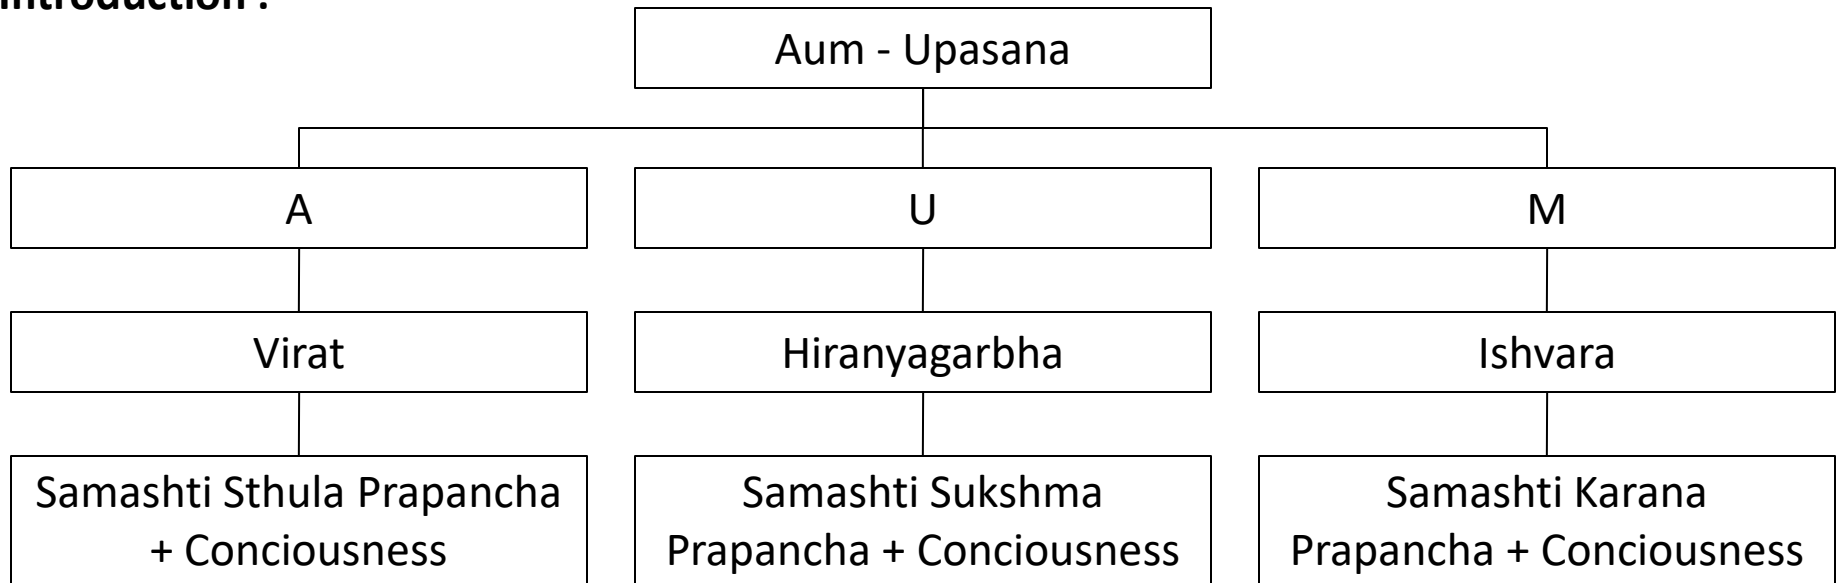 Introduction :
Aum - Upasana
A
U
M
Virat
Hiranyagarbha
Ishvara
Samashti Sthula Prapancha
+ Conciousness
Samashti Sukshma
Prapancha + Conciousness
Samashti Karana
Prapancha + Conciousness